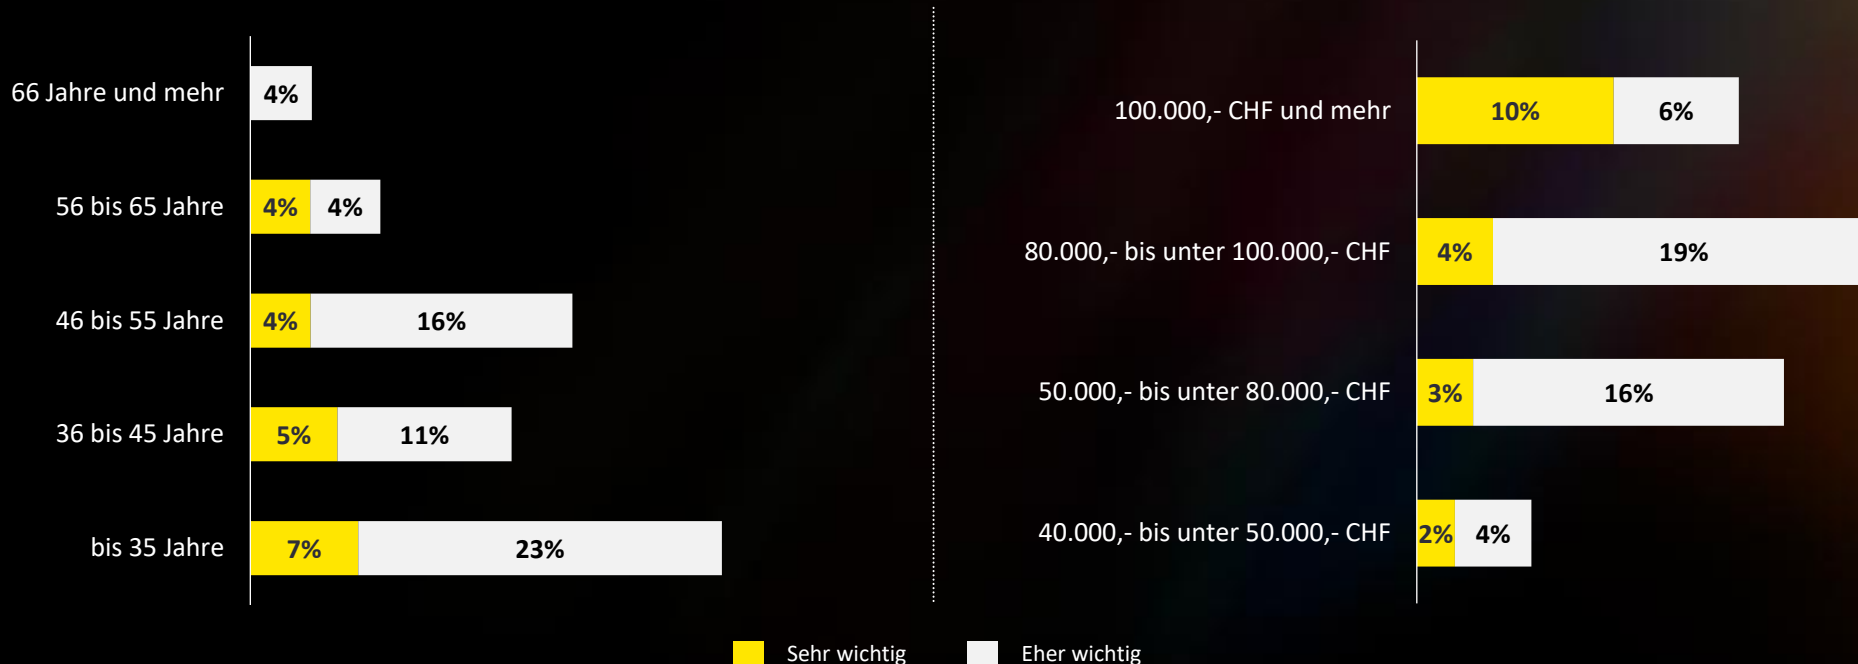 66 Jahre und mehr 4%
56 bis 65 Jahre 4% 4%
46 bis 55 Jahre 4% 16%
36 bis 45 Jahre 5% 11%
bis 35 Jahre 7% 23%
100.000,- CHF und mehr 10% 6%
80.000,- bis unter 100.000,- CHF 4% 19%
50.000,- bis unter 80.000,- CHF 3% 16%
40.000,- bis unter 50.000,- CHF 2% 4%
Sehr wichtig Eher wichtig